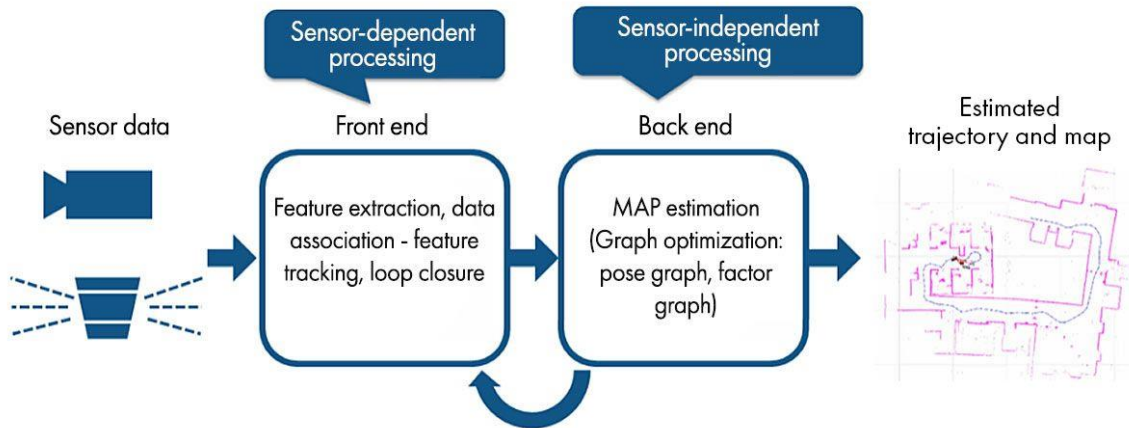 Sensor-dependent
processing
Sensor-independent
processing
Sensor data
Front end
Back end
Estimated
trajectory and map
Feature extraction, data
association - feature
tracking, loop closure
MAP estimation
(Graph optimization:
pose graph, factor
graph)